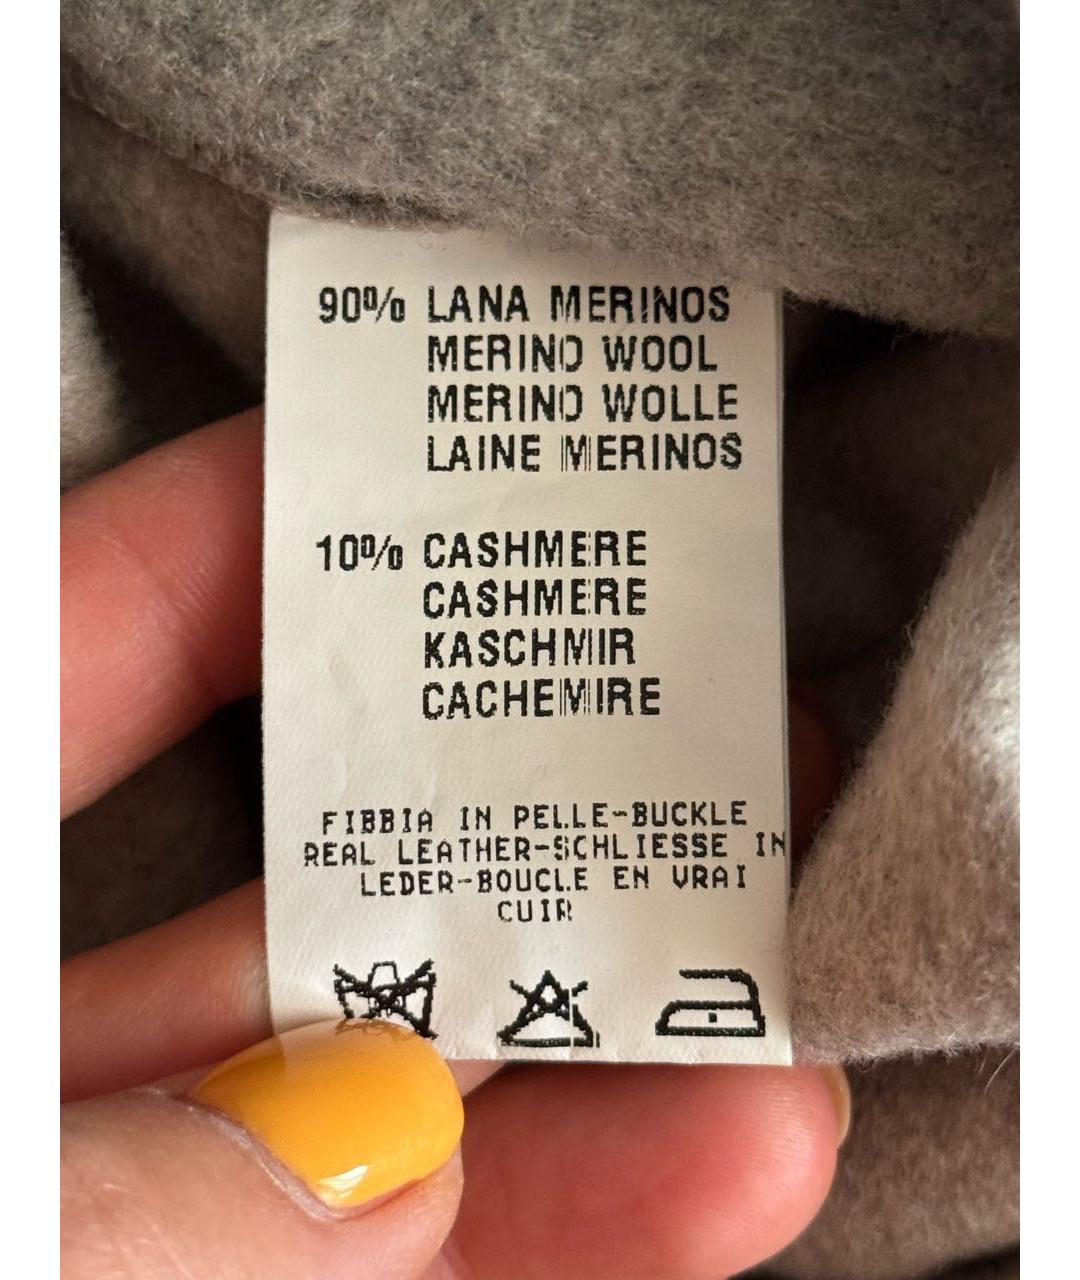 90% LANA MERINOS
MERINO WOOL
MERINO WOLLE
LAINE MERINOS
10% CASHMERE
CASHMERE
KASCHMIR
CACHEMIRE
FIBBIA IN PELLE-BUCKLE
REAL LEATHER-SCHLIESSE IN
LEDER-BOUCLE EN VRAI
CUIR